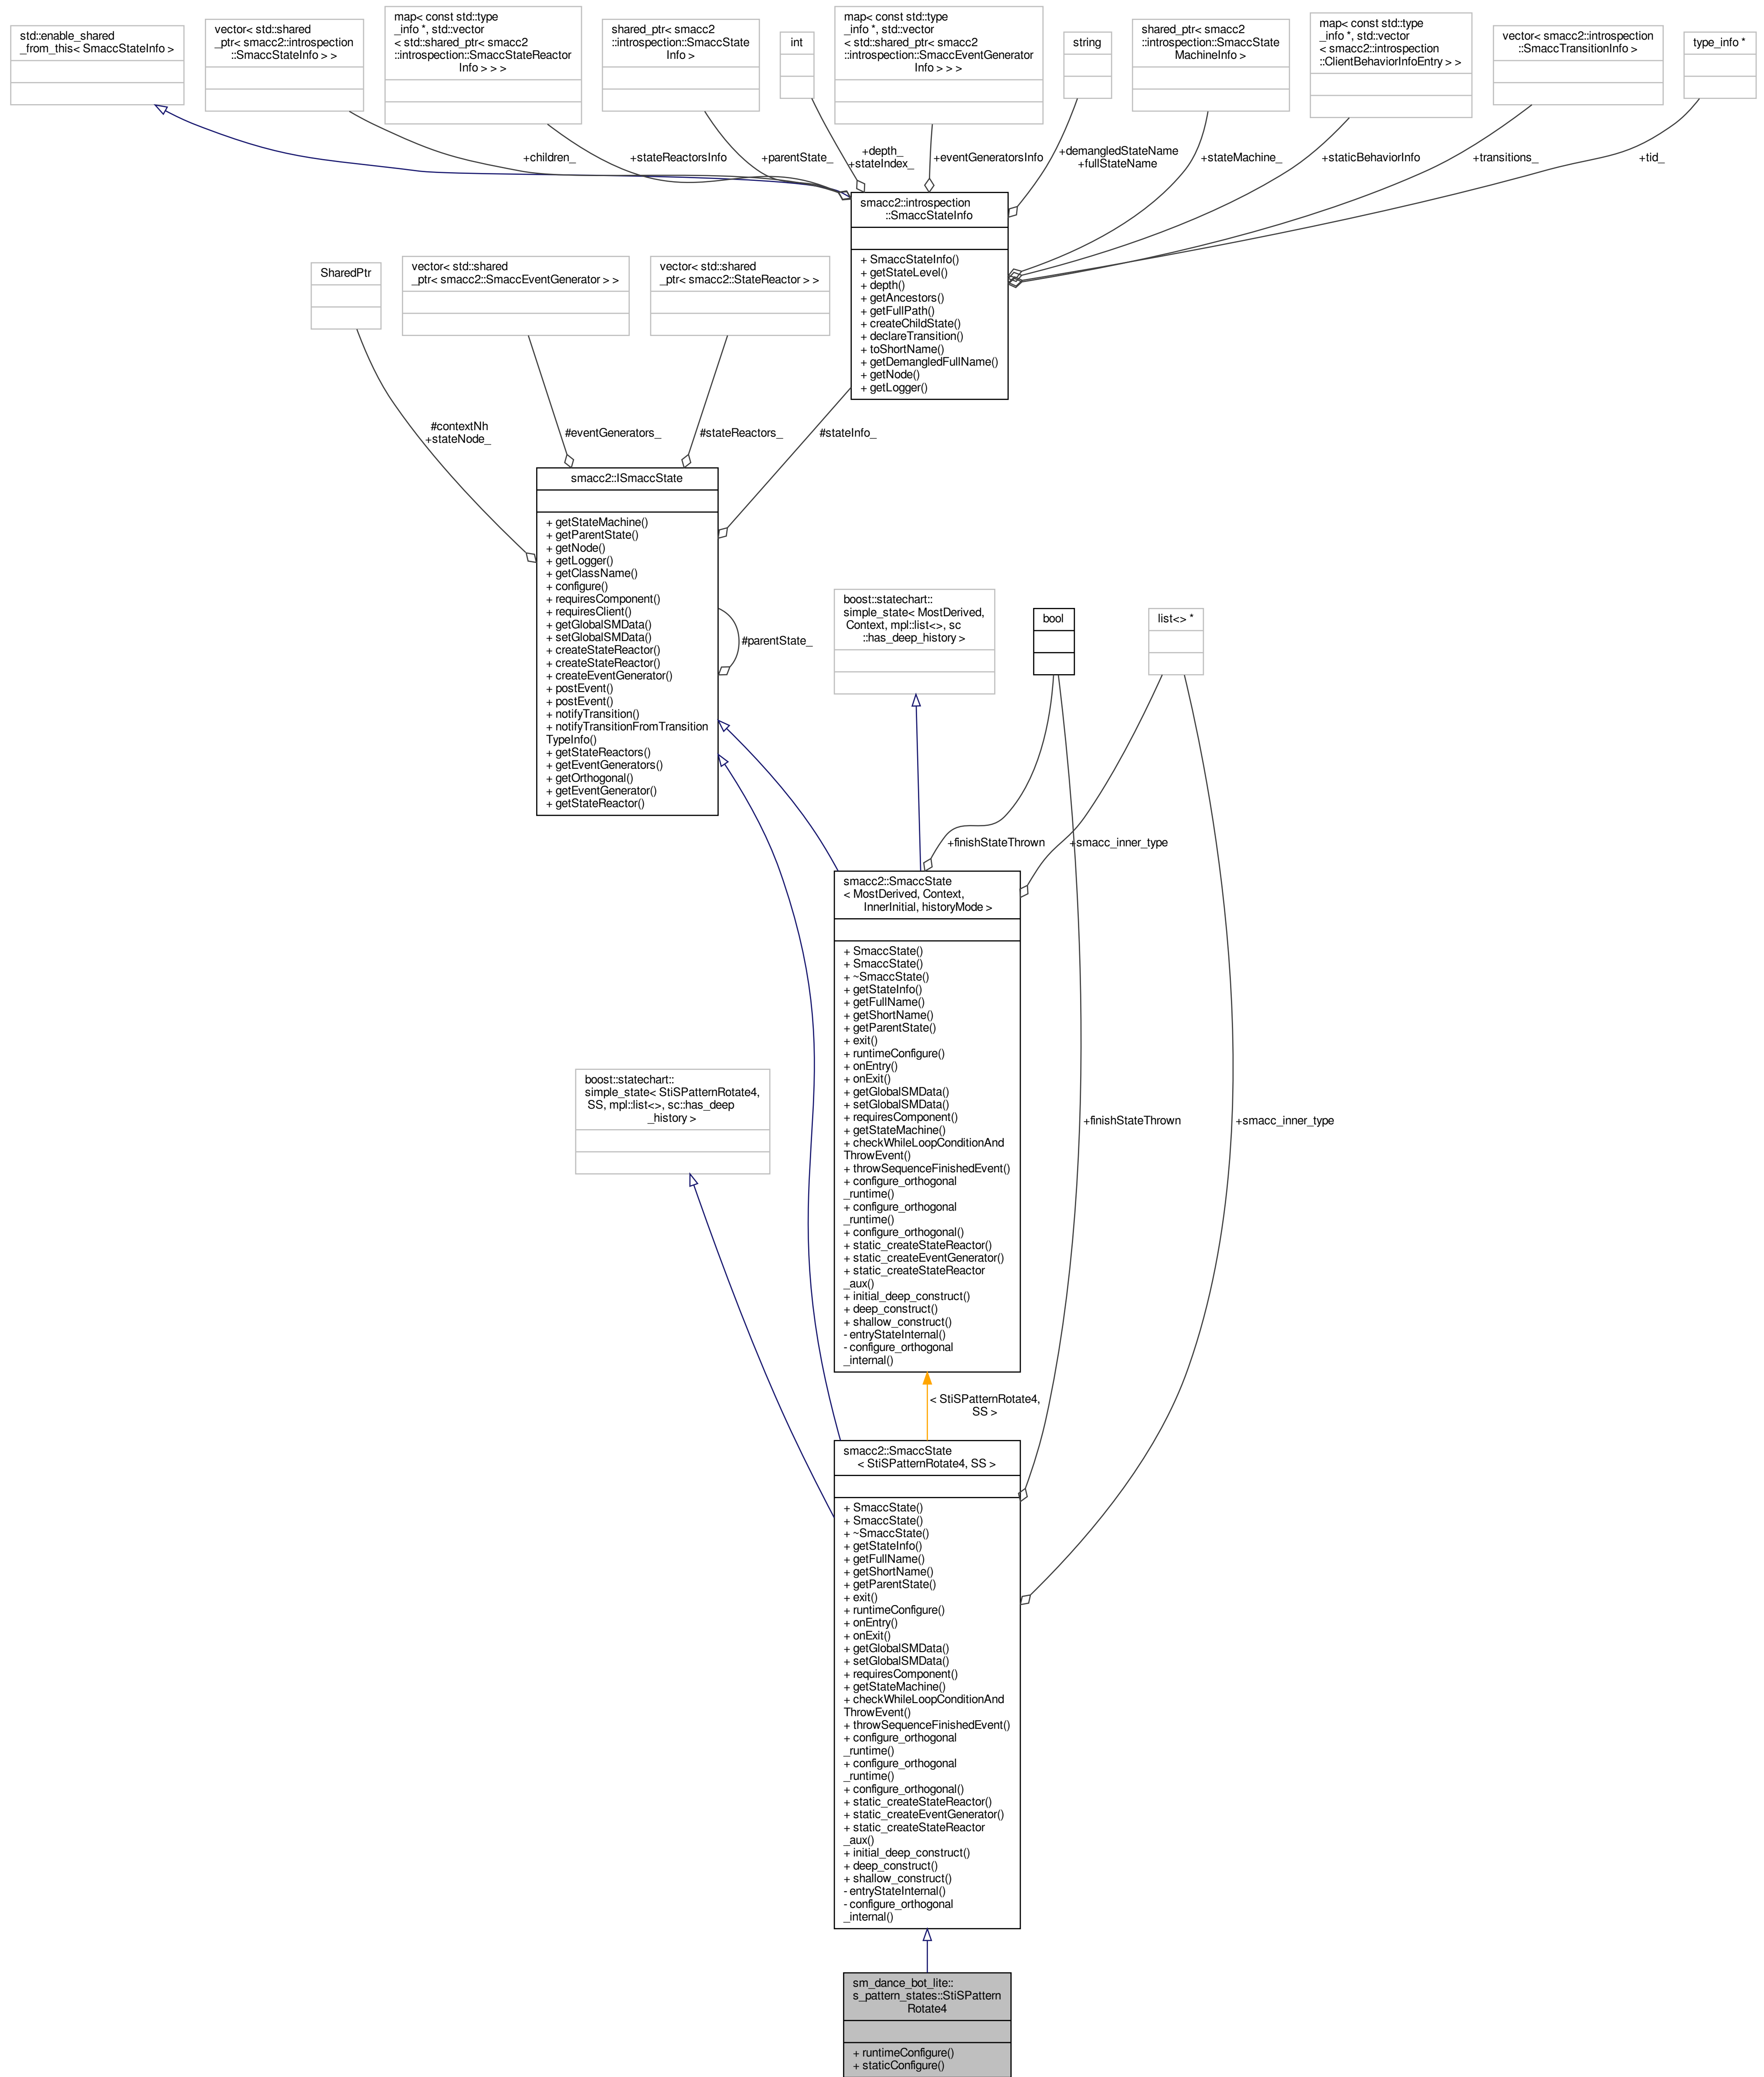 std::enable_shared
_from_this< SmaccStateInfo >
vector< std::shared
_ptr< smacc2::introspection
::SmaccStateInfo > >
map< const std::type
_info *, std::vector
< std::shared_ptr< smacc2
::introspection::SmaccStateReactor
Info > > >
shared_ptr< smacc2
::introspection::SmaccState
Info >
int
map< const std::type
_info *, std::vector
< std::shared_ptr< smacc2
::introspection::SmaccEventGenerator
Info > > >
string
shared_ptr< smacc2
::introspection::SmaccState
MachineInfo >
map< const std::type
_info *, std::vector
< smacc2::introspection
::ClientBehaviorInfoEntry > >
vector< smacc2::introspection
::SmaccTransitionInfo >
type_info *
+children_
+stateReactorsInfo
+parentState_
+depth_
+stateIndex_
+eventGeneratorsInfo
+demangledStateName
+fullStateName
+stateMachine_
+staticBehaviorInfo
+transitions_
+tid_
smacc2::introspection
::SmaccStateInfo
+ SmaccStateInfo()
+ getStateLevel()
+ depth()
+ getAncestors()
+ getFullPath()
+ createChildState()
+ declareTransition()
+ toShortName()
+ getDemangledFullName()
+ getNode()
+ getLogger()
SharedPtr
vector< std::shared
_ptr< smacc2::SmaccEventGenerator > >
vector< std::shared
_ptr< smacc2::StateReactor > >
#contextNh
+stateNode_
#eventGenerators_
#stateReactors_
#stateInfo_
smacc2::ISmaccState
+ getStateMachine()
+ getParentState()
+ getNode()
+ getLogger()
+ getClassName()
+ configure()
+ requiresComponent()
+ requiresClient()
+ getGlobalSMData()
+ setGlobalSMData()
+ createStateReactor()
+ createStateReactor()
+ createEventGenerator()
+ postEvent()
+ postEvent()
+ notifyTransition()
+ notifyTransitionFromTransition
TypeInfo()
+ getStateReactors()
+ getEventGenerators()
+ getOrthogonal()
+ getEventGenerator()
+ getStateReactor()
#parentState_
boost::statechart::
simple_state< MostDerived,
Context, mpl::list<>, sc
::has_deep_history >
bool
list<> *
+finishStateThrown
+smacc_inner_type
smacc2::SmaccState
< MostDerived, Context,
InnerInitial, historyMode >
+ SmaccState()
+ SmaccState()
+ ~SmaccState()
+ getStateInfo()
+ getFullName()
+ getShortName()
+ getParentState()
+ exit()
+ runtimeConfigure()
+ onEntry()
+ onExit()
+ getGlobalSMData()
+ setGlobalSMData()
+ requiresComponent()
+ getStateMachine()
+ checkWhileLoopConditionAnd
ThrowEvent()
+ throwSequenceFinishedEvent()
+ configure_orthogonal
_runtime()
+ configure_orthogonal
_runtime()
+ configure_orthogonal()
+ static_createStateReactor()
+ static_createEventGenerator()
+ static_createStateReactor
_aux()
+ initial_deep_construct()
+ deep_construct()
+ shallow_construct()
- entryStateInternal()
- configure_orthogonal
_internal()
boost::statechart::
simple_state< StiSPatternRotate4,
SS, mpl::list<>, sc::has_deep
_history >
+finishStateThrown
+smacc_inner_type
< StiSPatternRotate4,
SS >
smacc2::SmaccState
< StiSPatternRotate4, SS >
+ SmaccState()
+ SmaccState()
+ ~SmaccState()
+ getStateInfo()
+ getFullName()
+ getShortName()
+ getParentState()
+ exit()
+ runtimeConfigure()
+ onEntry()
+ onExit()
+ getGlobalSMData()
+ setGlobalSMData()
+ requiresComponent()
+ getStateMachine()
+ checkWhileLoopConditionAnd
ThrowEvent()
+ throwSequenceFinishedEvent()
+ configure_orthogonal
_runtime()
+ configure_orthogonal
_runtime()
+ configure_orthogonal()
+ static_createStateReactor()
+ static_createEventGenerator()
+ static_createStateReactor
_aux()
+ initial_deep_construct()
+ deep_construct()
+ shallow_construct()
- entryStateInternal()
- configure_orthogonal
_internal()
sm_dance_bot_lite::
s_pattern_states::StiSPattern
Rotate4
+ runtimeConfigure()
+ staticConfigure()